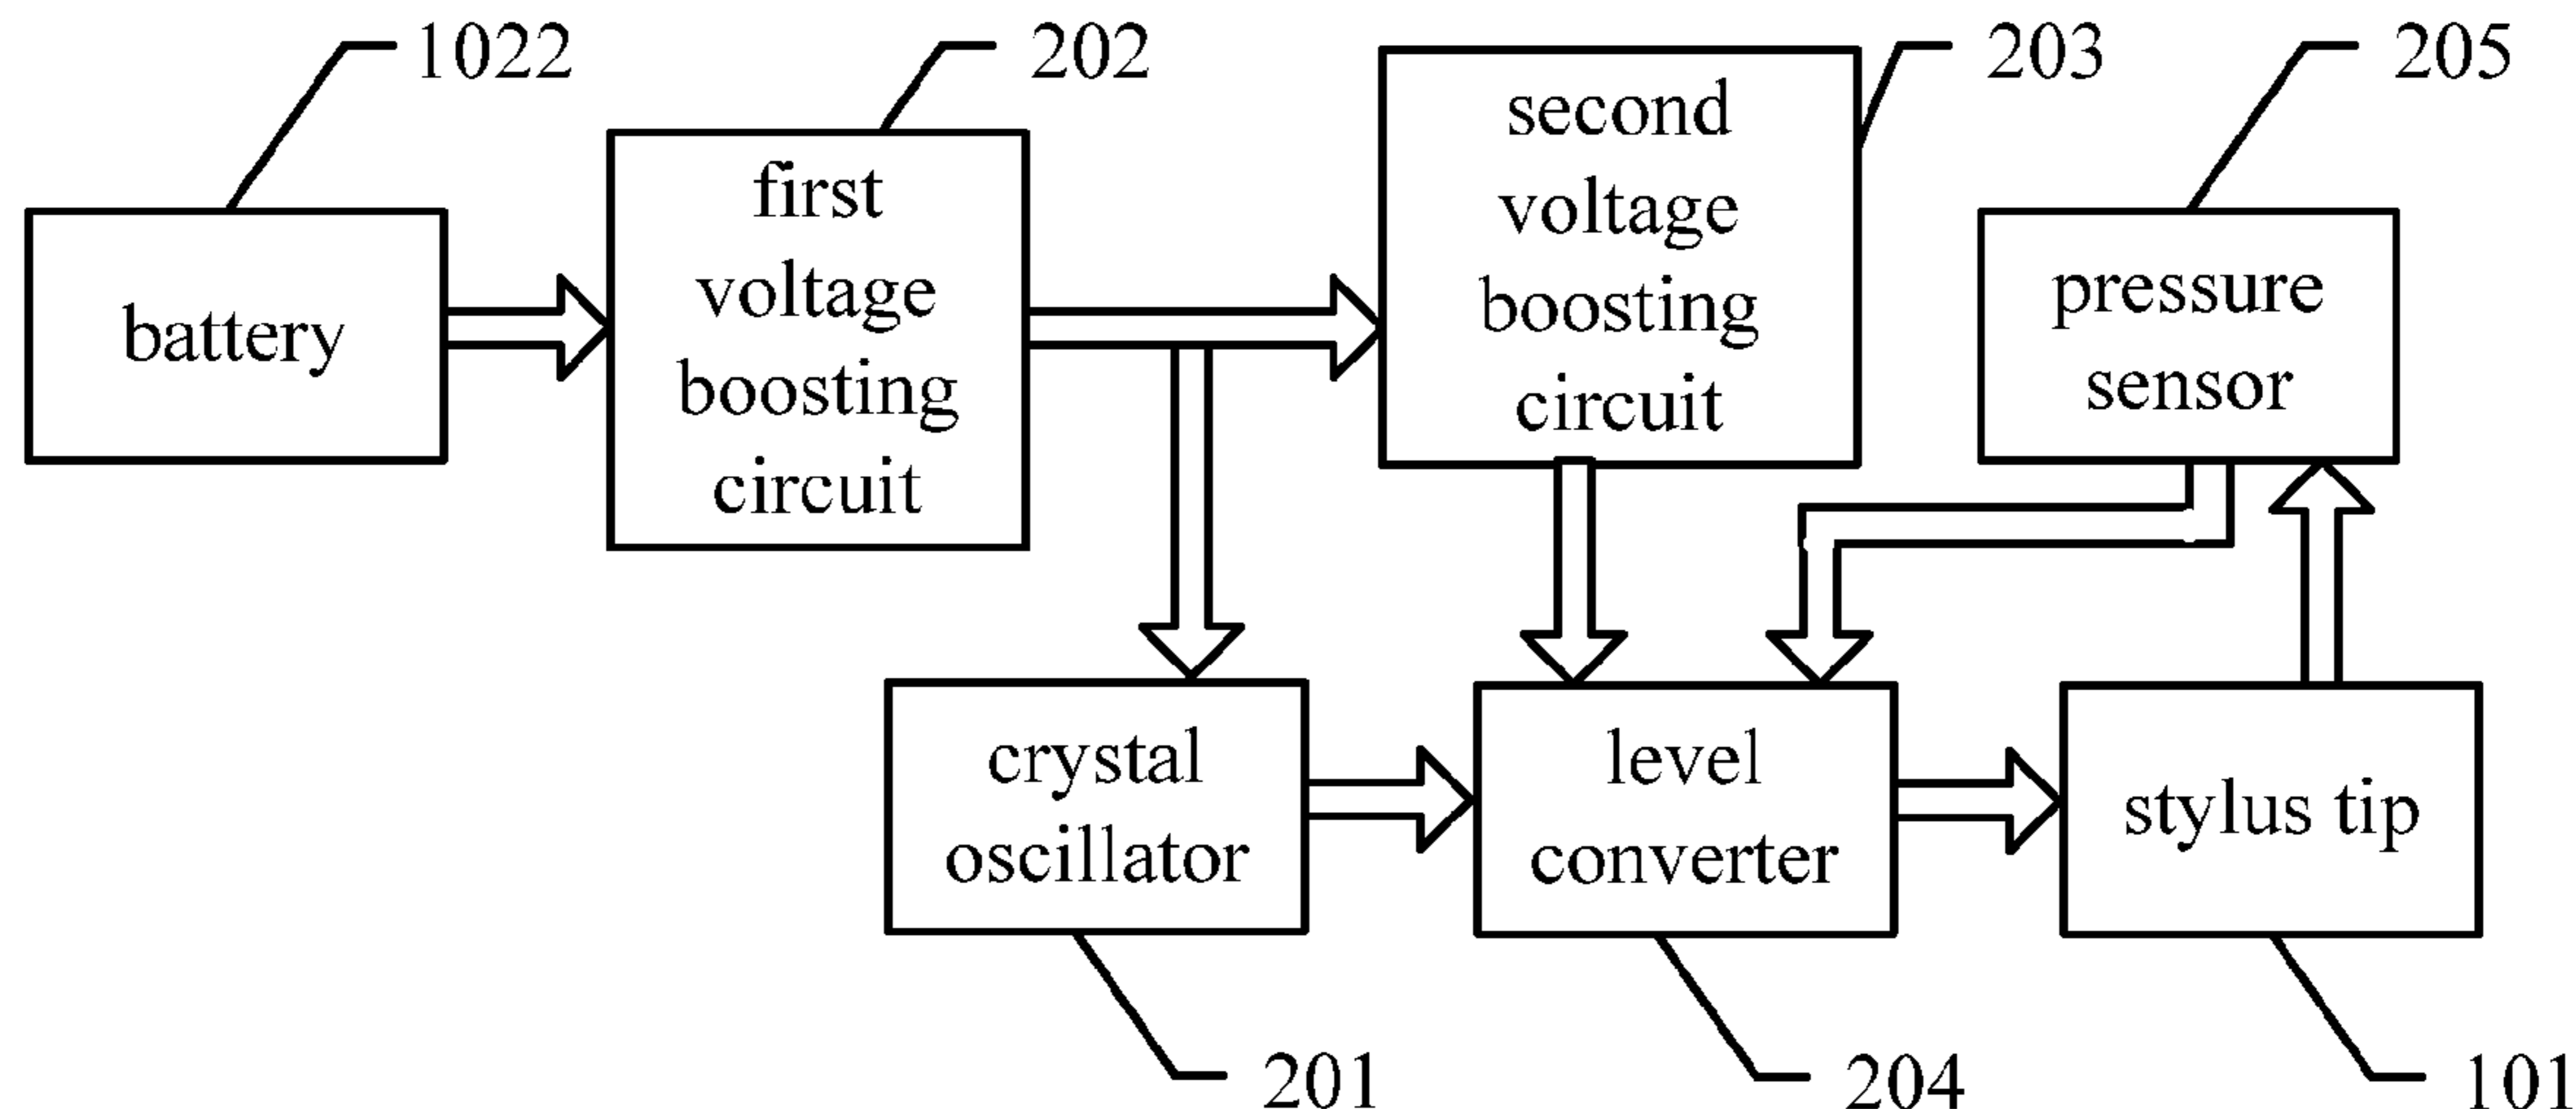 1022
202
203
205
battery
first
voltage
boosting
circuit
second
voltage
boosting
circuit
pressure
sensor
crystal
oscillator
level
converter
stylus tip
201
204
101